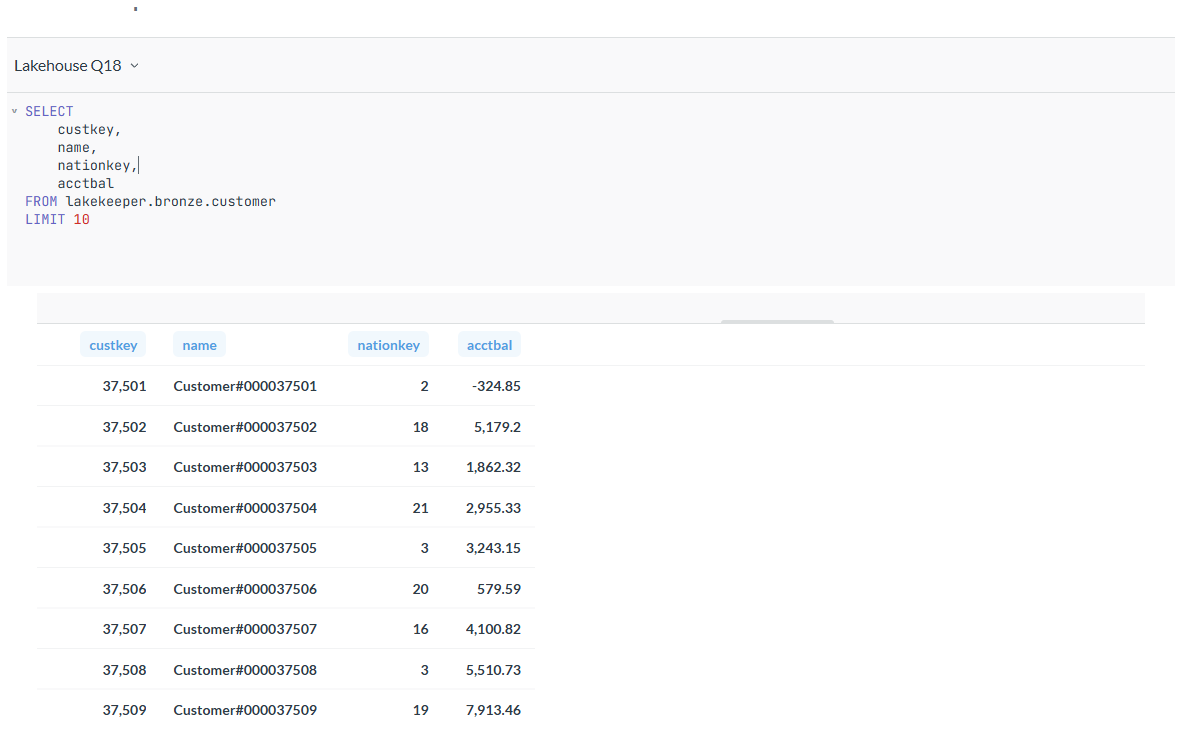 Lakehouse Q18
SELECT
custkey,
name,
nationkey,
acctbal
FROM lakekeeper.bronze.customer
LIMIT 10
custkey name nationkey acctbal
37,501 Customer#000037501 2 -324.85
37,502 Customer#000037502 18 5,179.2
37,503 Customer#000037503 13 1,862.32
37,504 Customer#000037504 21 2,955.33
37,505 Customer#000037505 3 3,243.15
37,506 Customer#000037506 20 579.59
37,507 Customer#000037507 16 4,100.82
37,508 Customer#000037508 3 5,510.73
37,509 Customer#000037509 19 7,913.46